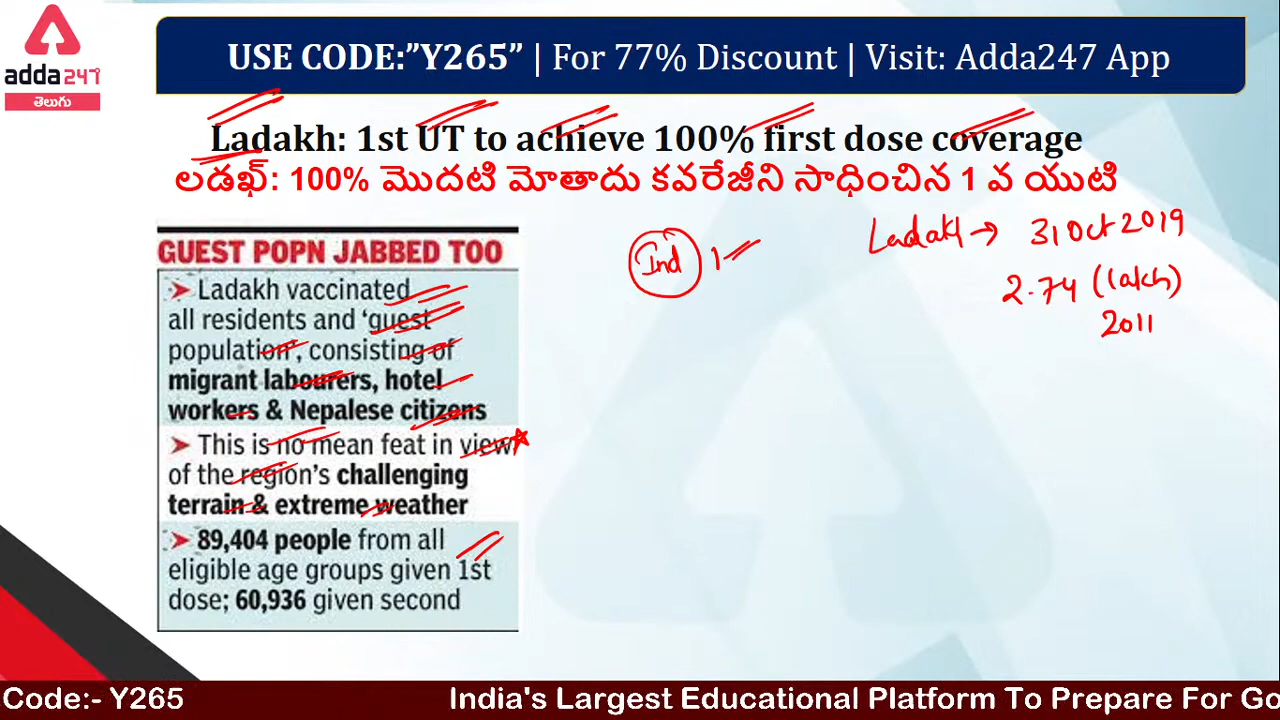 adda247
తెలుగు
USE CODE:”Y265” | For 77% Discount | Visit: Adda247 App
Ladakh: 1st UT to achieve 100% first dose coverage
లడఖ్: 100% మొదటి మోతాదు కవరేజీని సాధించిన 1 వ యుటి
GUEST POPN JABBED TOO
➤ Ladakh vaccinated
all residents and ‘guest
population’, consisting of
migrant labourers, hotel
workers & Nepalese citizens
➤ This is no mean feat in view
of the region’s challenging
terrain & extreme weather
➤ 89,404 people from all
eligible age groups given 1st
dose; 60,936 given second
Ind 1
Ladakh → 31 Oct 2019
2.74 (lakh)
2011
Code:- Y265 India's Largest Educational Platform To Prepare For Go